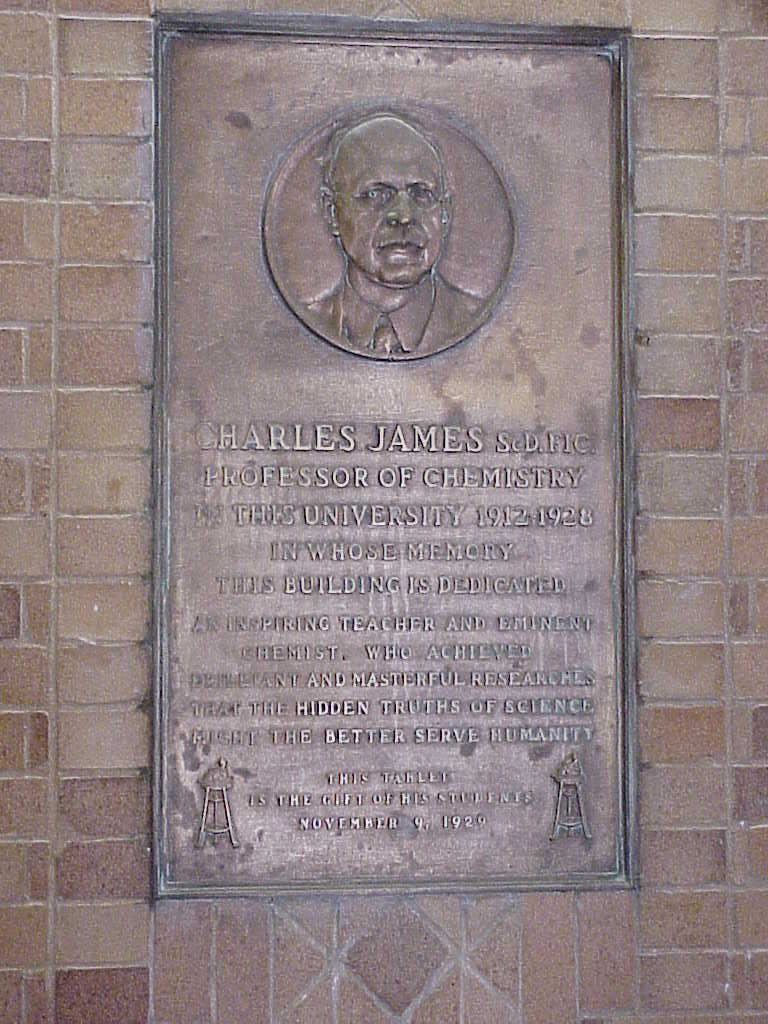 CHARLES JAMES Sc.D. F.I.C.
PROFESSOR OF CHEMISTRY
IN THIS UNIVERSITY 1912-1928
IN WHOSE MEMORY
THIS BUILDING IS DEDICATED
AN INSPIRING TEACHER AND EMINENT
CHEMIST, WHO ACHIEVED
BRILLIANT AND MASTERFUL RESEARCHES
THAT THE HIDDEN TRUTHS OF SCIENCE
MIGHT THE BETTER SERVE HUMANITY
THIS TABLET
IS THE GIFT OF HIS STUDENTS
NOVEMBER 9, 1929